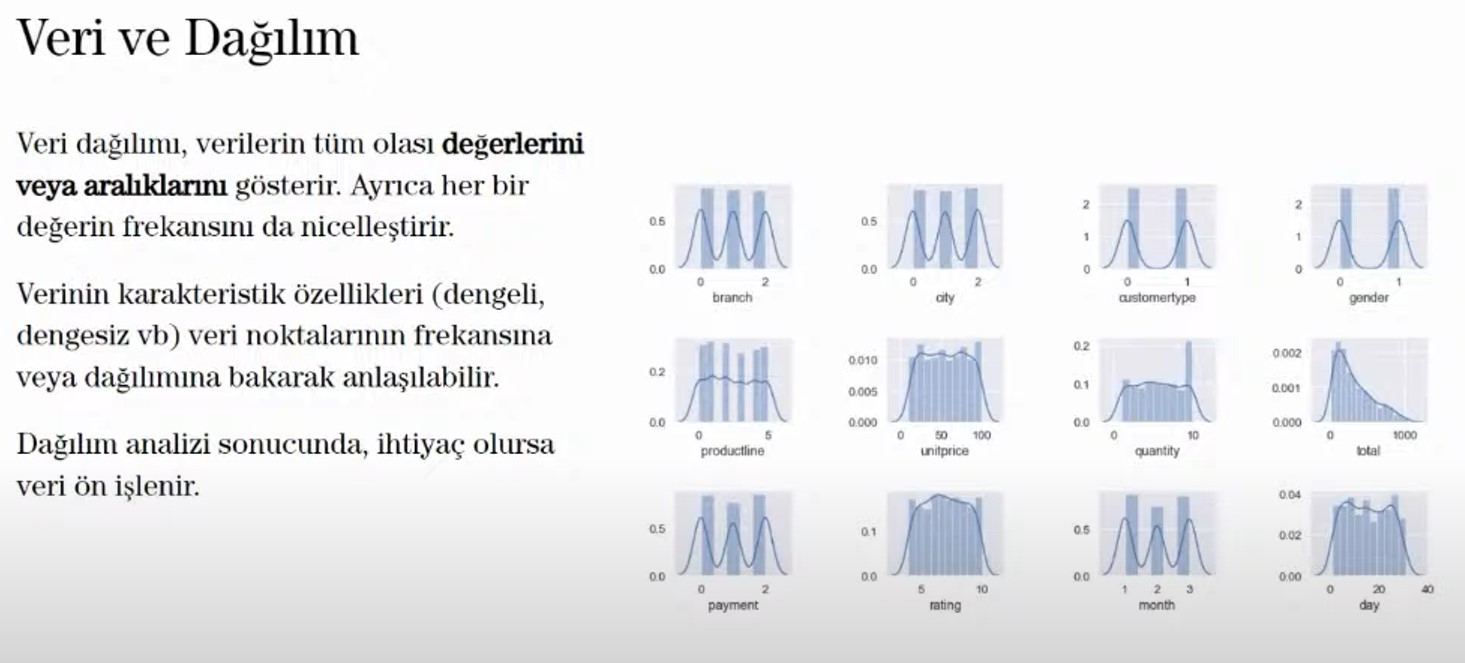 Veri ve Dağılım
Veri dağılımı, verilerin tüm olası değerlerini
veya aralıklarını gösterir. Ayrıca her bir
değerin frekansını da nicelleştirir.
Verinin karakteristik özellikleri (dengeli,
dengesiz vb) veri noktalarının frekansına
veya dağılımına bakarak anlaşılabilir.
Dağılım analizi sonucunda, ihtiyaç olursa
veri ön işlenir.
0.5
0.0
0 2
branch
0.5
0.0
0 2
city
2
1
0
0 1
customertype
2
1
0
0 1
gender
0.2
0.0
0 5
productline
0.010
0.005
0.000
0 50 100
unitprice
0.2
0.1
0.0
0 10
quantity
0.002
0.001
0.000
0 1000
total
0.5
0.0
0 2
payment
0.1
0.0
5 10
rating
0.5
0.0
1 2 3
month
0.04
0.02
0.00
0 20 40
day